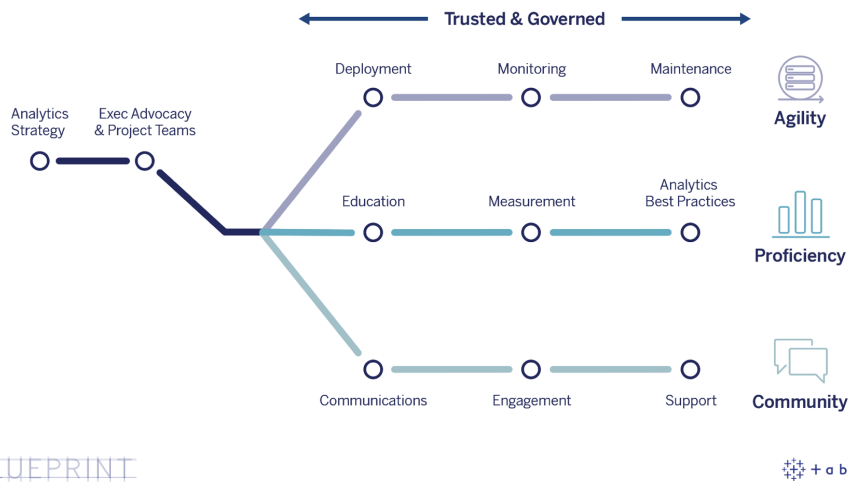 Trusted & Governed
Deployment
Monitoring
Maintenance
Agility
Analytics
Strategy
Exec Advocacy
& Project Teams
Education
Measurement
Analytics
Best Practices
Proficiency
Communications
Engagement
Support
Community
LUEPRINT
+ a b